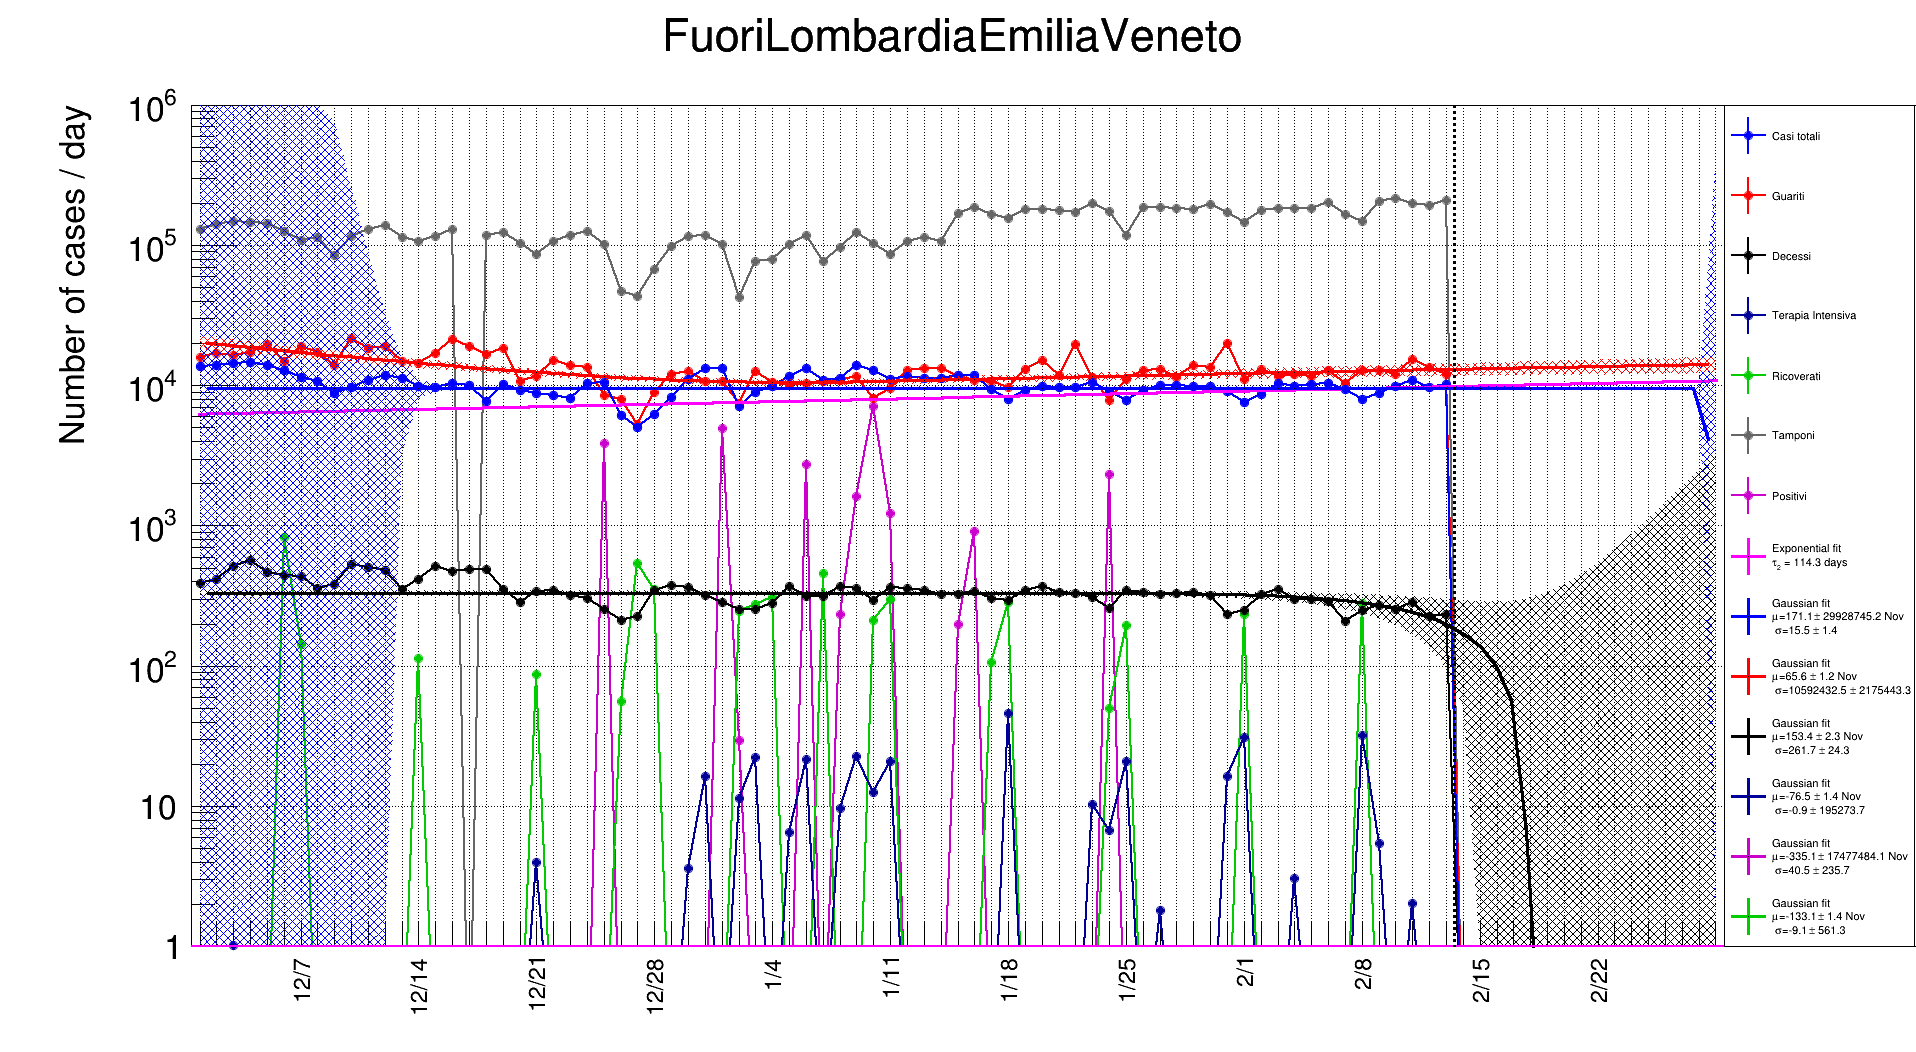 FuoriLombardiaEmiliaVeneto
Number of cases / day
10^6
10^5
10^4
10^3
10^2
10
1
12/7
12/14
12/21
12/28
1/4
1/11
1/18
1/25
2/1
2/8
2/15
2/22
Casi totali
Guariti
Decessi
Terapia Intensiva
Ricoverati
Tamponi
Positivi
Exponential fit
τ₂ = 114.3 days
Gaussian fit
μ=171.1± 29928745.2 Nov
σ=15.5 ± 1.4
Gaussian fit
μ=65.6 ± 1.2 Nov
σ=10592432.5 ± 2175443.3
Gaussian fit
μ=153.4 ± 2.3 Nov
σ=261.7 ± 24.3
Gaussian fit
μ=-76.5 ± 1.4 Nov
σ=-0.9 ± 195273.7
Gaussian fit
μ=-335.1± 17477484.1 Nov
σ=40.5 ± 235.7
Gaussian fit
μ=-133.1± 1.4 Nov
σ=-9.1 ± 561.3